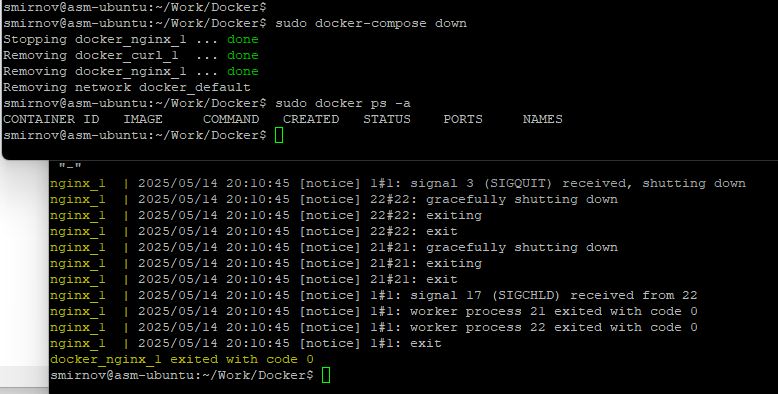 smirnov@asm-ubuntu:~/Work/Docker$
smirnov@asm-ubuntu:~/Work/Docker$ sudo docker-compose down
Stopping docker_nginx_1 ... done
Removing docker_curl_1  ... done
Removing docker_nginx_1 ... done
Removing network docker_default
smirnov@asm-ubuntu:~/Work/Docker$ sudo docker ps -a
CONTAINER ID   IMAGE     COMMAND   CREATED   STATUS    PORTS     NAMES
smirnov@asm-ubuntu:~/Work/Docker$
"-"
nginx_1  | 2025/05/14 20:10:45 [notice] 1#1: signal 3 (SIGQUIT) received, shutting down
nginx_1  | 2025/05/14 20:10:45 [notice] 22#22: gracefully shutting down
nginx_1  | 2025/05/14 20:10:45 [notice] 22#22: exiting
nginx_1  | 2025/05/14 20:10:45 [notice] 22#22: exit
nginx_1  | 2025/05/14 20:10:45 [notice] 21#21: gracefully shutting down
nginx_1  | 2025/05/14 20:10:45 [notice] 21#21: exiting
nginx_1  | 2025/05/14 20:10:45 [notice] 21#21: exit
nginx_1  | 2025/05/14 20:10:45 [notice] 1#1: signal 17 (SIGCHLD) received from 22
nginx_1  | 2025/05/14 20:10:45 [notice] 1#1: worker process 21 exited with code 0
nginx_1  | 2025/05/14 20:10:45 [notice] 1#1: worker process 22 exited with code 0
nginx_1  | 2025/05/14 20:10:45 [notice] 1#1: exit
docker_nginx_1 exited with code 0
smirnov@asm-ubuntu:~/Work/Docker$